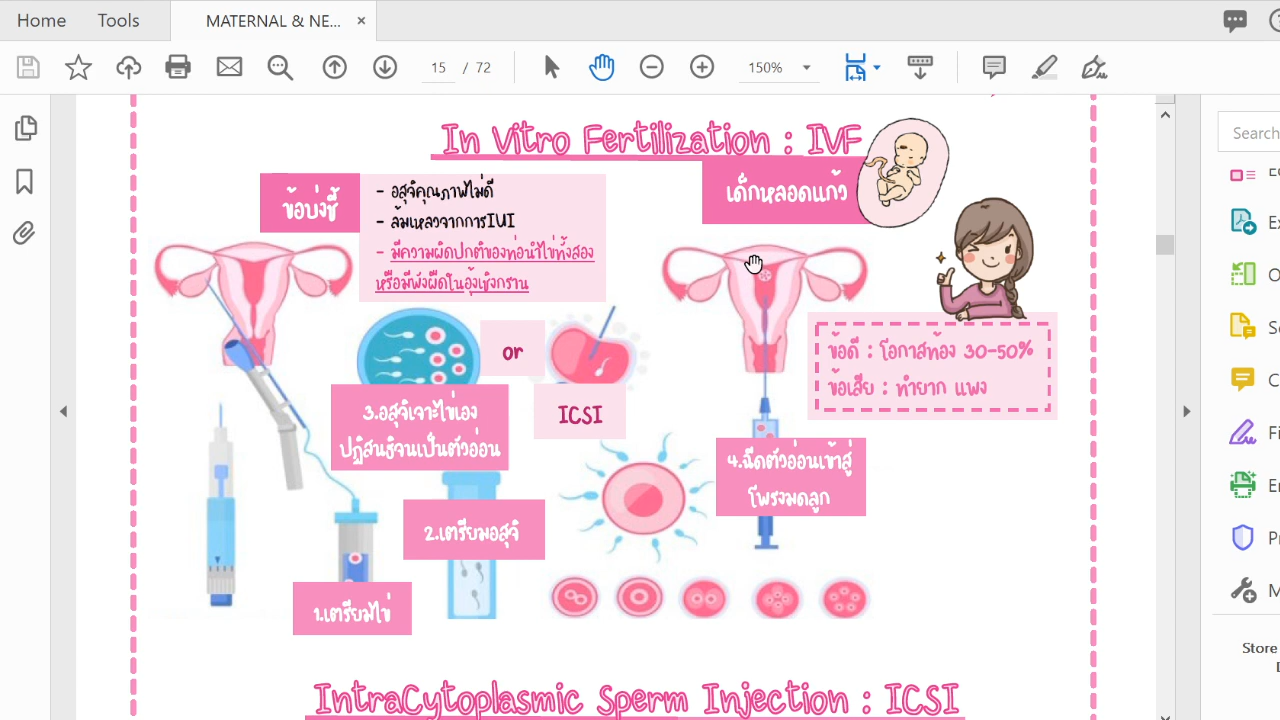 Home
Tools
MATERNAL & NE...
15 / 72
150%
In Vitro Fertilization : IVF
เด็กหลอดแก้ว
ข้อบ่งชี้
- อสุจิคุณภาพไม่ดี
- ล้มเหลวจากการIUI
- มีความผิดปกติของท่อนำไข่ทั้งสอง
หรือมีพังผืดในอุ้งเชิงกราน
or
ICSI
ข้อดี : โอกาสท้อง 30-50%
ข้อเสีย : ทำยาก แพง
3.อสุจิเจาะไข่เอง
ปฏิสนธิจนเป็นตัวอ่อน
4.ฉีดตัวอ่อนเข้าสู่
โพรงมดลูก
2.เตรียมอสุจิ
1.เตรียมไข่
IntraCytoplasmic Sperm Injection : ICSI
Search
Ex
O
C
Fi
Er
Pr
M
Store